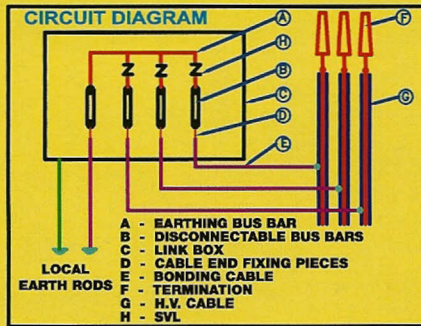 CIRCUIT DIAGRAM
A
H
B
C
D
E
F
G
LOCAL
EARTH RODS
A - EARTHING BUS BAR
B - DISCONNECTABLE BUS BARS
C - LINK BOX
D - CABLE END FIXING PIECES
E - BONDING CABLE
F - TERMINATION
G - H.V. CABLE
H - SVL